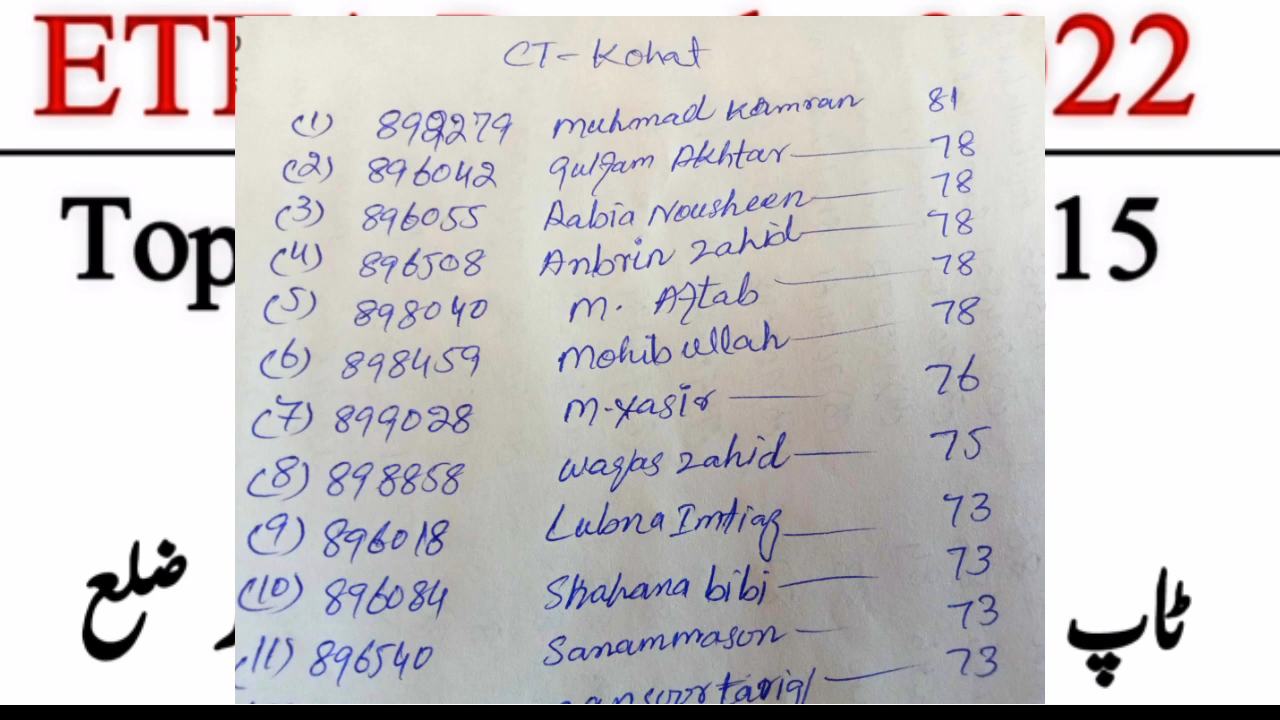 ETEA 2022
CT - Kohat
(1) 898279 Muhmad Kamran 81
(2) 896042 Gulfam Akhtar 78
(3) 896055 Aabia Nousheen 78
(4) 896508 Anbrin Zahid 78
(5) 898040 M. Aftab 78
(6) 898459 Mohib ullah 78
(7) 899028 M-Yasir 76
(8) 898858 Waqas Zahid 75
(9) 896018 Lubna Imtiaz 73
(10) 896084 Shahana bibi 73
(11) 896540 Sanammason 73
tariq 73
Top 15
ٹاپ
ضلع